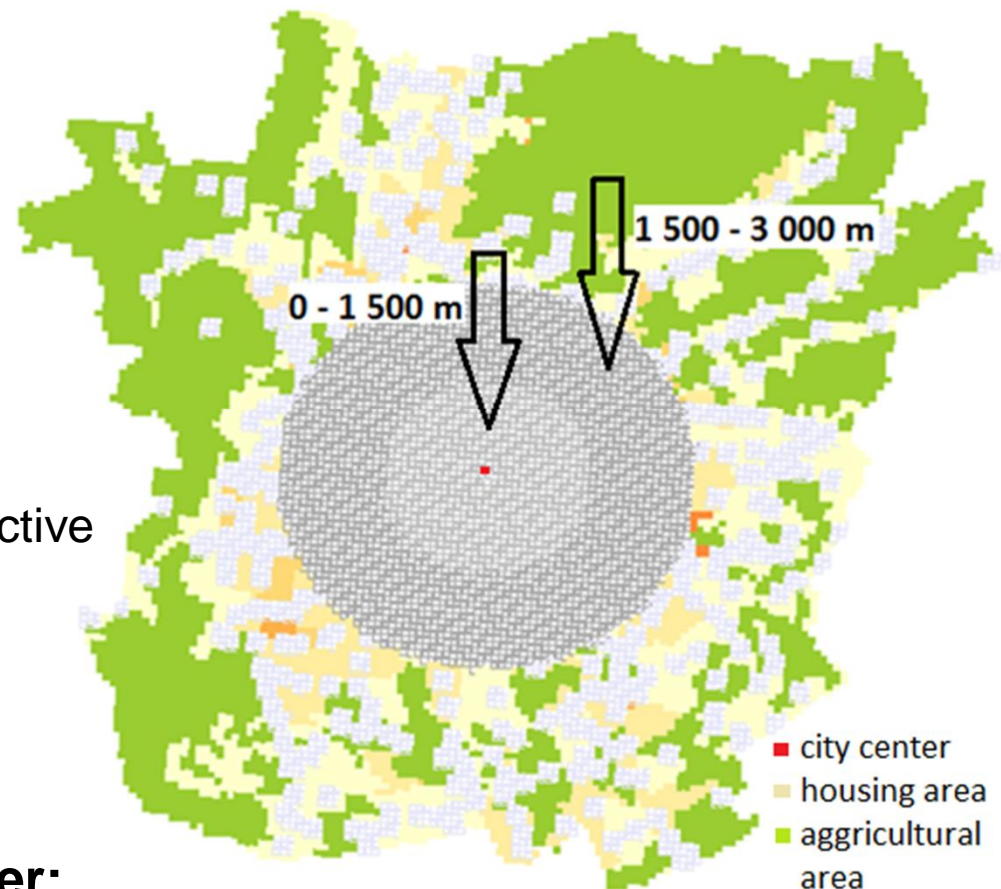 1 500 - 3 000 m
0 - 1 500 m
ctive
city center
housing area
aggricultural
area
er: